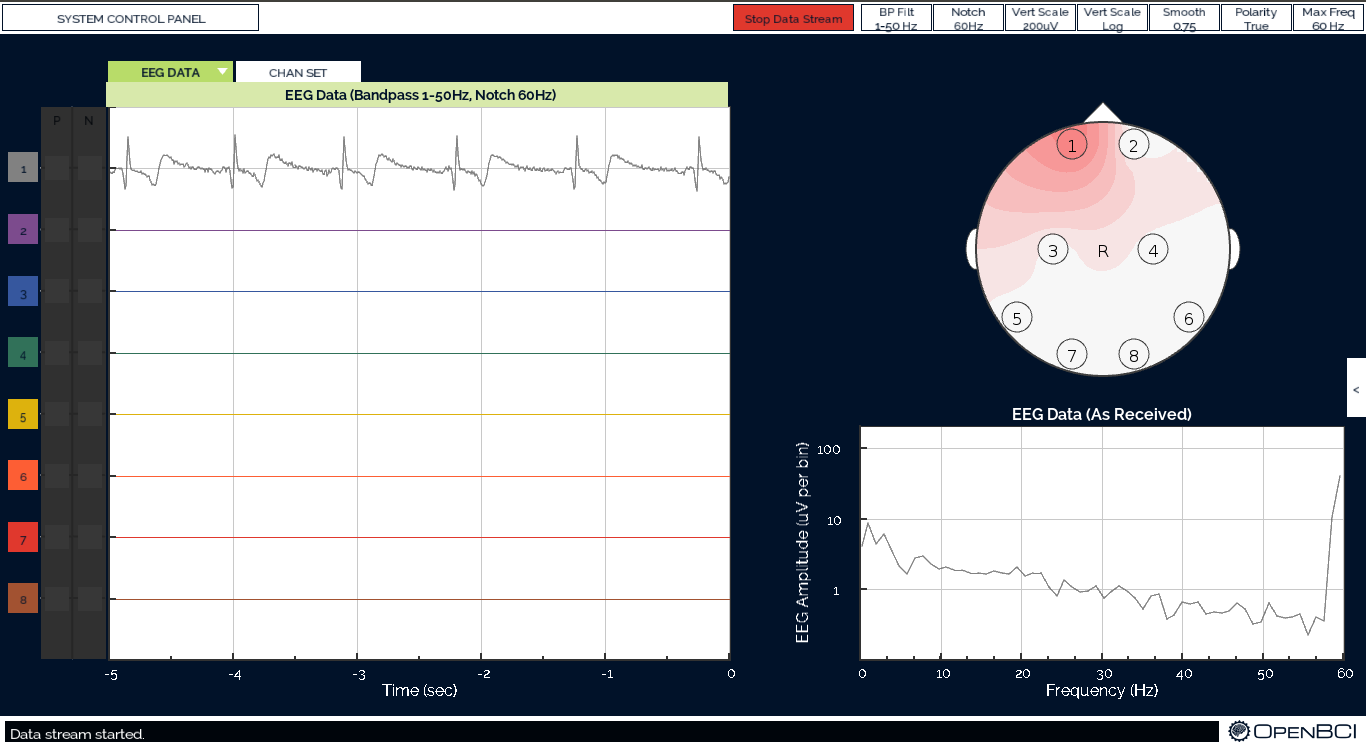 SYSTEM CONTROL PANEL
Stop Data Stream
BP Filt
1-50 Hz
Notch
60Hz
Vert Scale
200uV
Vert Scale
Log
Smooth
0.75
Polarity
True
Max Freq
60 Hz
EEG DATA
CHAN SET
EEG Data (Bandpass 1-50Hz, Notch 60Hz)
P N
1
2
3
4
5
6
7
8
-5 -4 -3 -2 -1 0
Time (sec)
1 2
3 R 4
5 6
7 8
<
EEG Data (As Received)
EEG Amplitude (uV per bin)
100
10
1
0 10 20 30 40 50 60
Frequency (Hz)
Data stream started.
OPENBCI